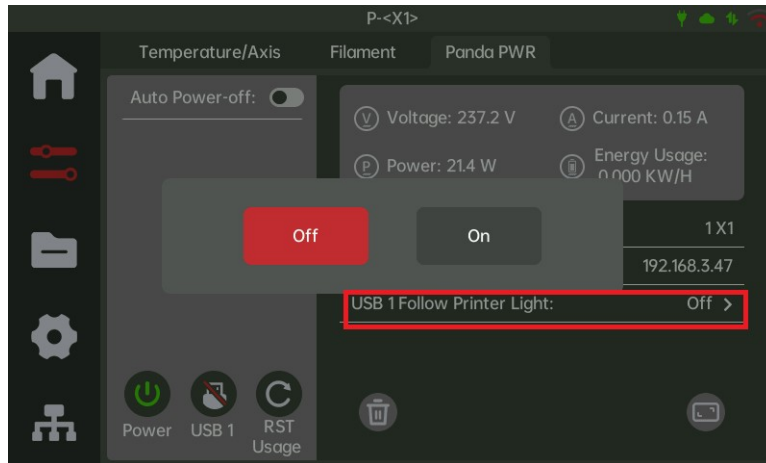 P-<X1>
Temperature/Axis Filament Panda PWR
Auto Power-off:
V Voltage: 237.2 V A Current: 0.15 A
P Power: 21.4 W Energy Usage:
0.000 KW/H
Off On
1 X1
192.168.3.47
USB 1 Follow Printer Light: Off >
Power USB 1 RST
Usage